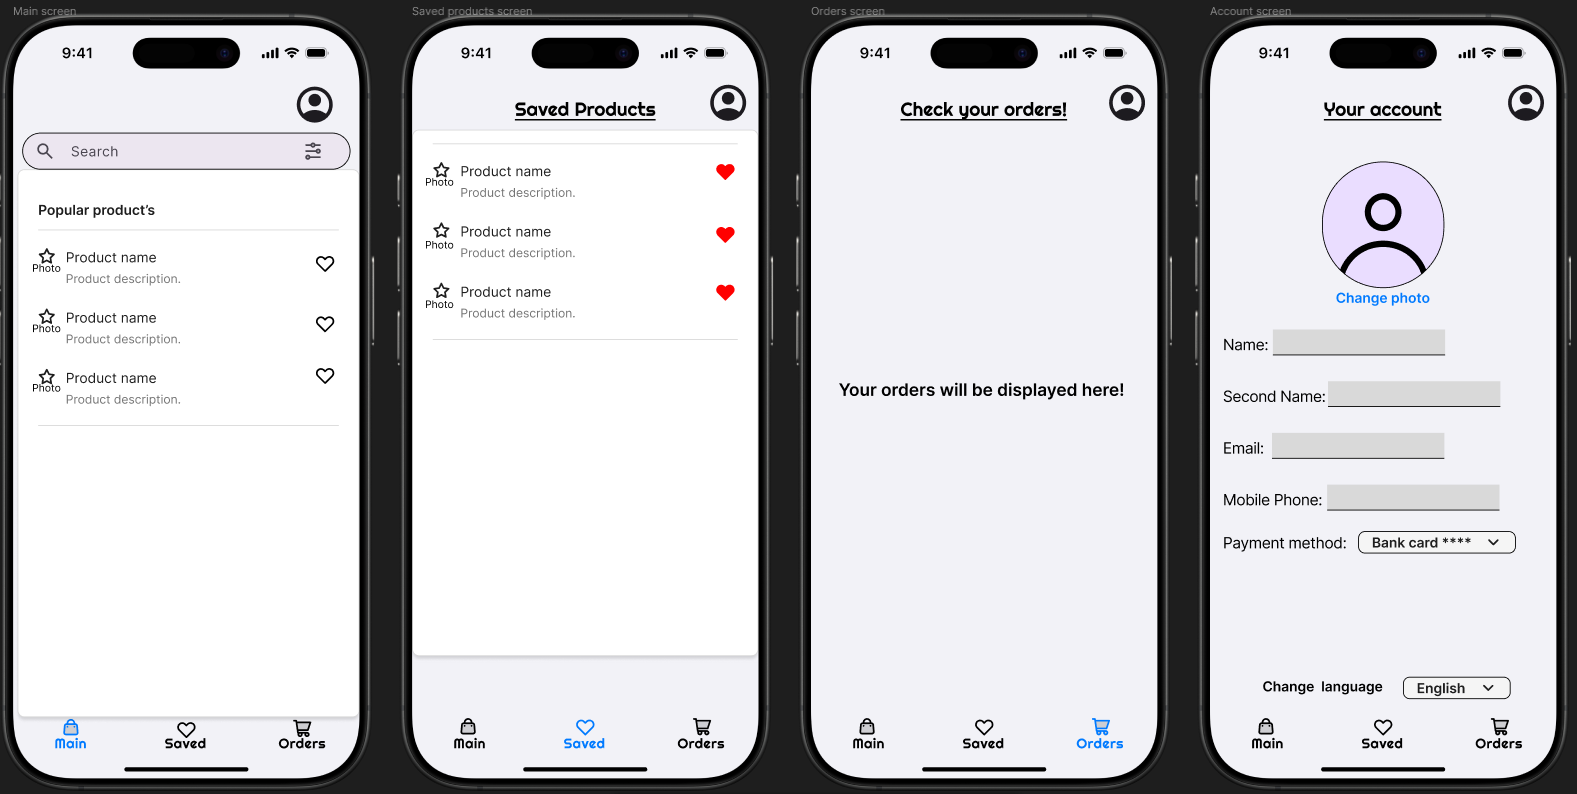 Main screen
9:41
Search
Popular product's
Product name
Photo
Product description.
Product name
Photo
Product description.
Product name
Photo
Product description.
Main
Saved
Orders
Saved products screen
9:41
Saved Products
Product name
Photo
Product description.
Product name
Photo
Product description.
Product name
Photo
Product description.
Main
Saved
Orders
Orders screen
9:41
Check your orders!
Your orders will be displayed here!
Main
Saved
Orders
Account screen
9:41
Your account
Change photo
Name:
Second Name:
Email:
Mobile Phone:
Payment method: Bank card ****
Change language English
Main
Saved
Orders